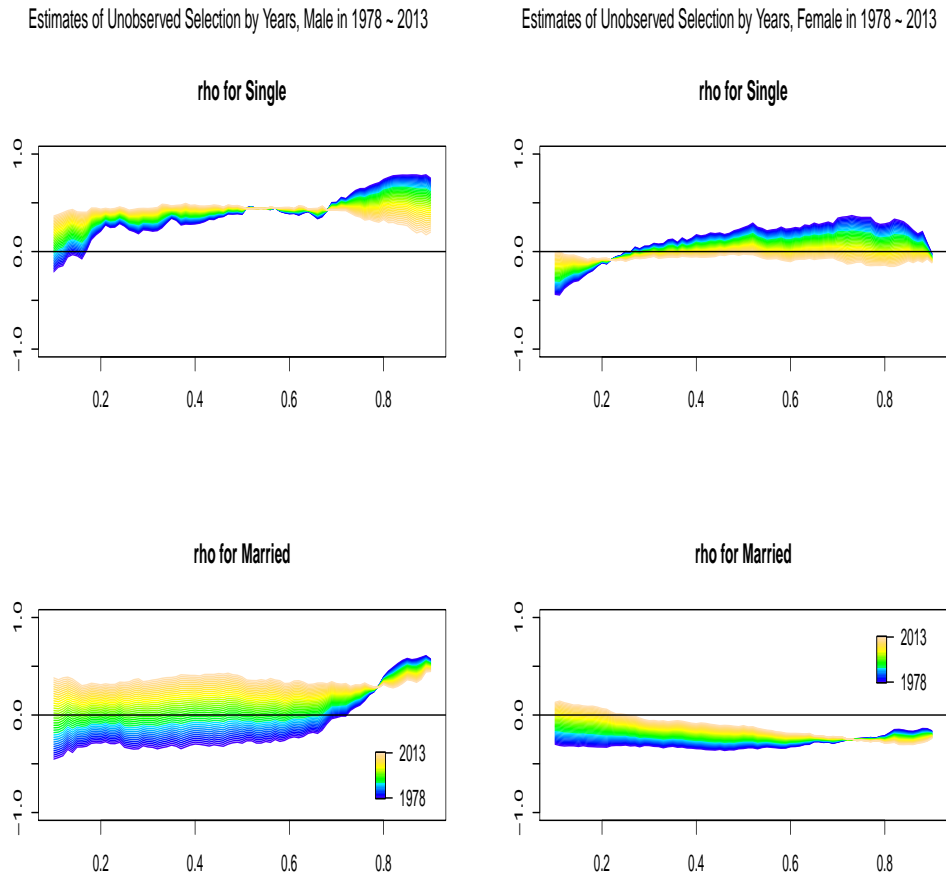 Estimates of Unobserved Selection by Years, Male in 1978 ~ 2013
rho for Single
1.0
0.0
−1.0
0.2 0.4 0.6 0.8
rho for Married
1.0
0.0
−1.0
2013
1978
0.2 0.4 0.6 0.8
Estimates of Unobserved Selection by Years, Female in 1978 ~ 2013
rho for Single
1.0
0.0
−1.0
0.2 0.4 0.6 0.8
rho for Married
1.0
0.0
−1.0
2013
1978
0.2 0.4 0.6 0.8